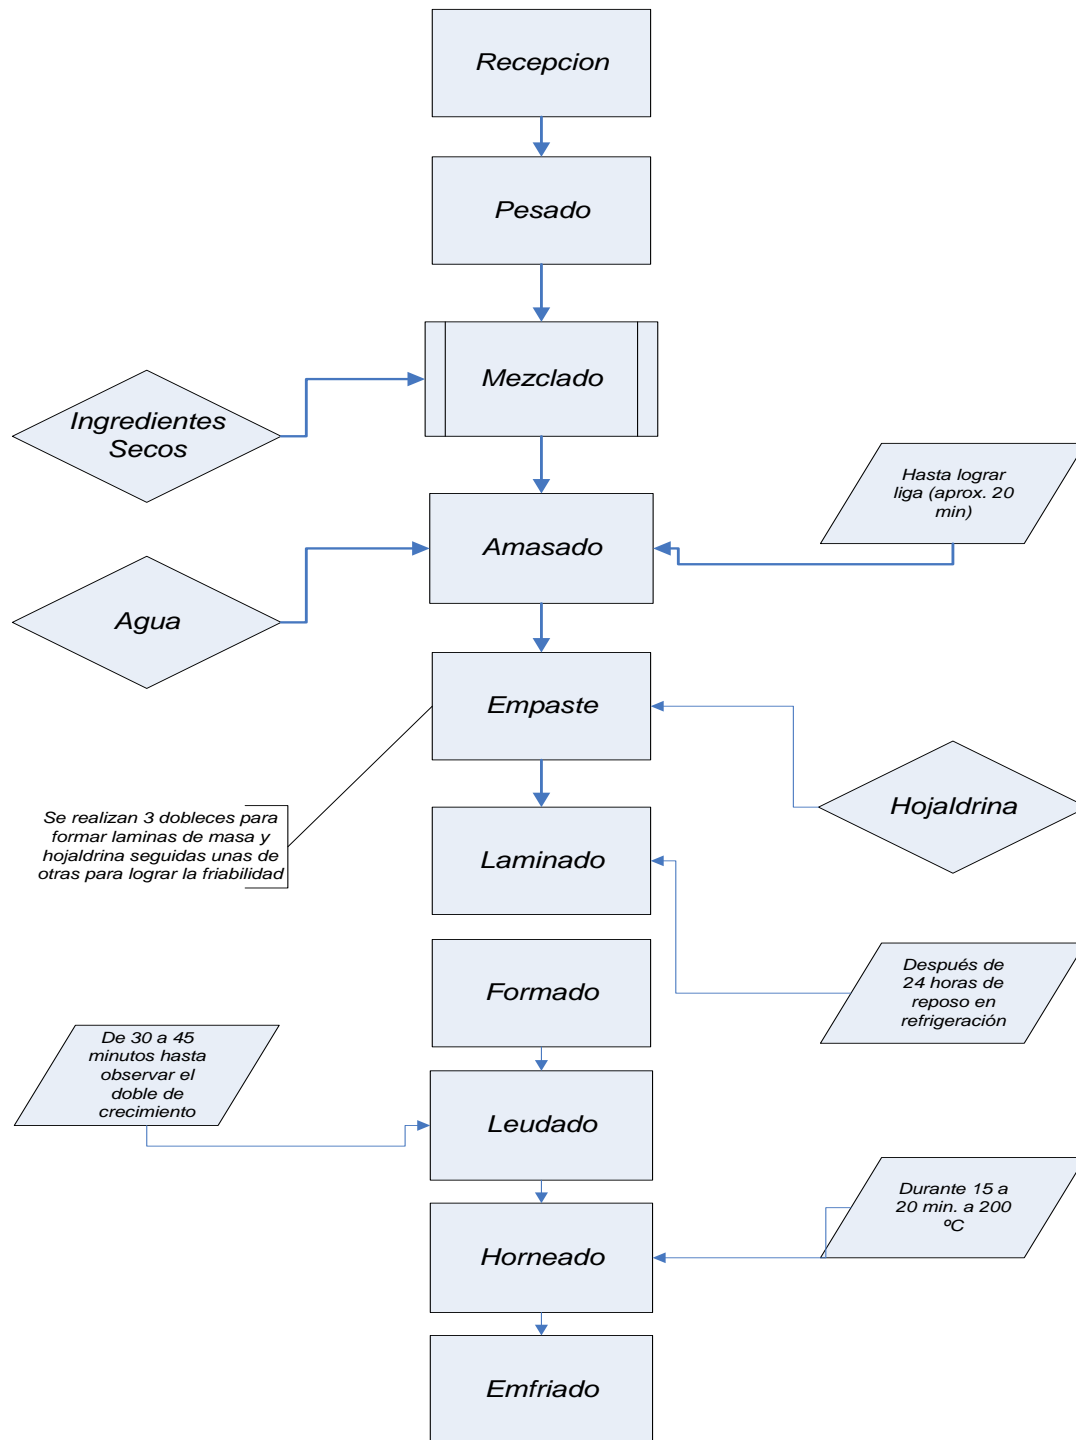 Recepcion
Pesado
Mezclado
Ingredientes
Secos
Hasta lograr
liga (aprox. 20
min)
Amasado
Agua
Empaste
Hojaldrina
Se realizan 3 dobleces para
formar laminas de masa y
hojaldrina seguidas unas de
otras para lograr la friabilidad
Laminado
Después de
24 horas de
reposo en
refrigeración
Formado
De 30 a 45
minutos hasta
observar el
doble de
crecimiento
Leudado
Durante 15 a
20 min. a 200
ºC
Horneado
Emfriado